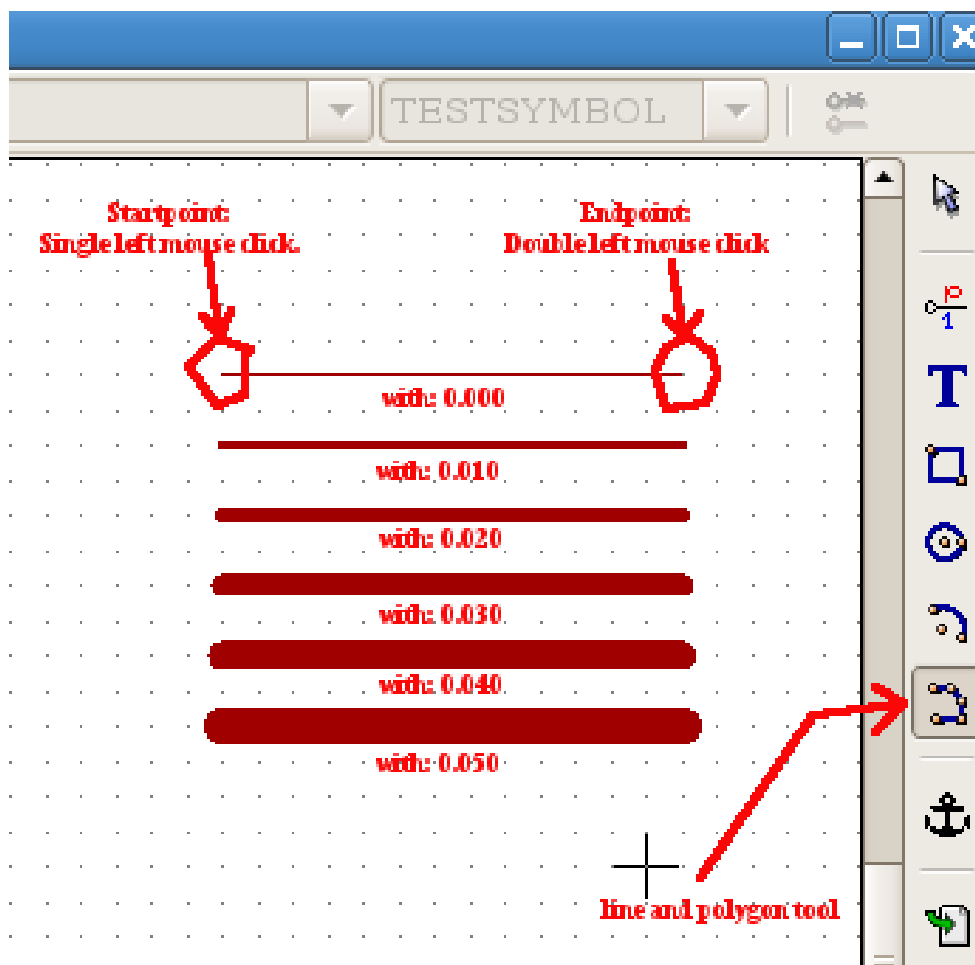 TESTSYMBOL
Startpoint:
Single left mouse click.
Endpoint:
Double left mouse click
with: 0.000
with: 0.010
with: 0.020
with: 0.030
with: 0.040
with: 0.050
line and polygon tool
1
T